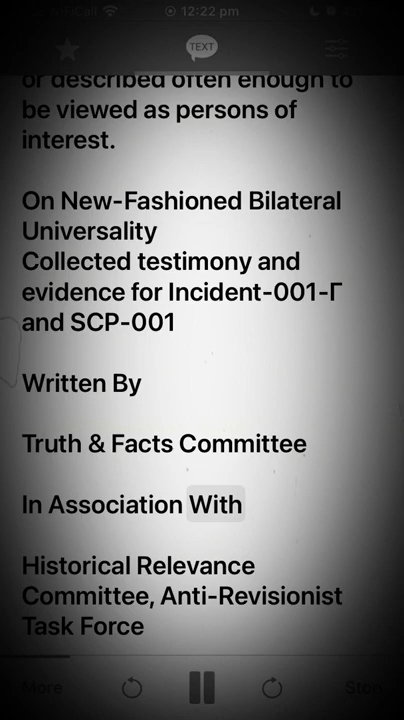 12:22 pm
TEXT
or described often enough to
be viewed as persons of
interest.
On New-Fashioned Bilateral
Universality
Collected testimony and
evidence for Incident-001-Γ
and SCP-001
Written By
Truth & Facts Committee
In Association With
Historical Relevance
Committee, Anti-Revisionist
Task Force
More
Stop